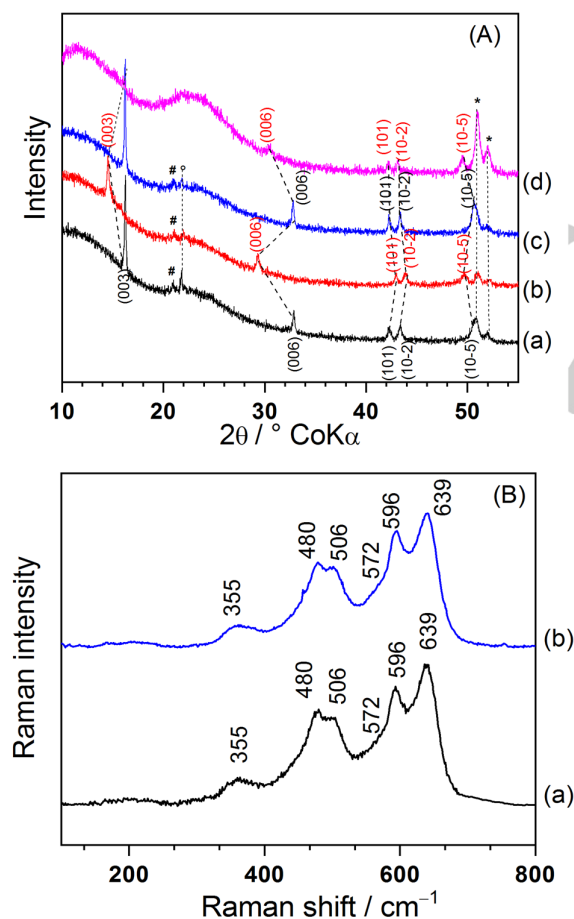 (A)
Intensity
(003)
(006)
(101)
(10-2)
(10-5)
*
*
(d)
#
°
(006)
(101)
(10-2)
(10-5)
(c)
#
(006)
(101)
(10-2)
(10-5)
(b)
#
(003)
(006)
(101)
(10-2)
(10-5)
(a)
10 20 30 40 50
2θ / ° CoKα
(B)
Raman intensity
355
480
506
572
596
639
(b)
355
480
506
572
596
639
(a)
200 400 600 800
Raman shift / cm⁻¹